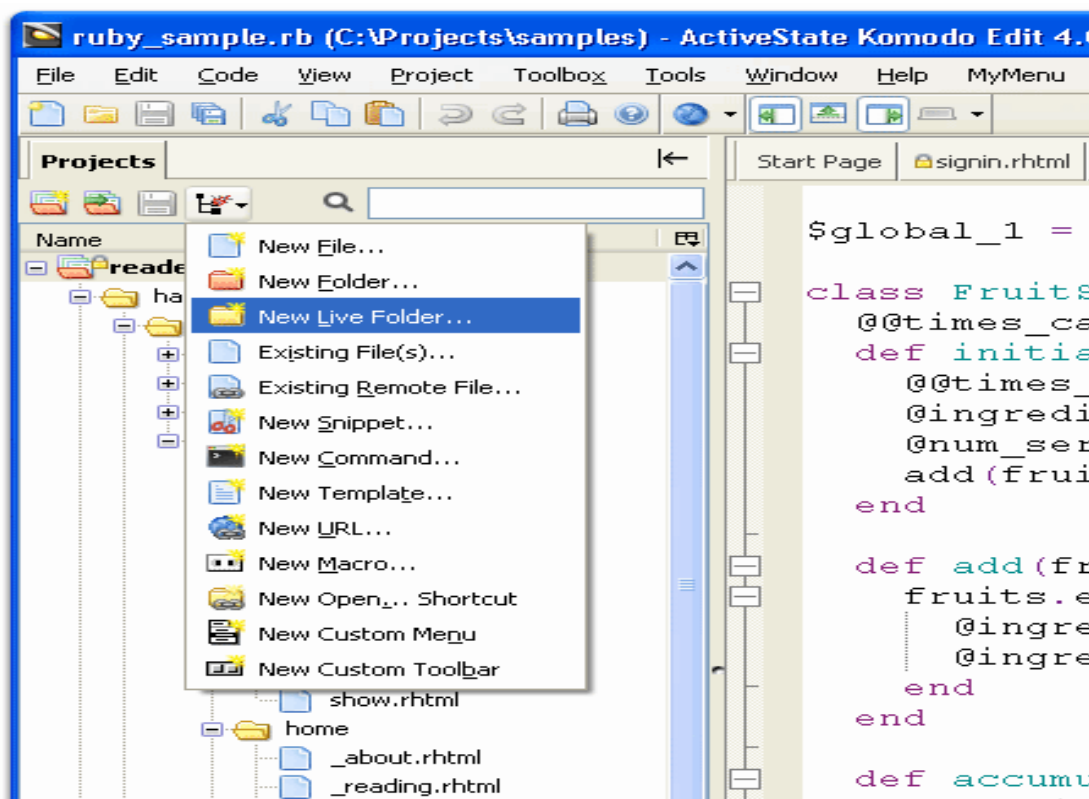 ruby_sample.rb (C:\Projects\samples) - ActiveState Komodo Edit 4.
File Edit Code View Project Toolbox Tools Window Help MyMenu
Projects
Start Page signin.rhtml
Name
reade
ha
New File...
New Folder...
New Live Folder...
Existing File(s)...
Existing Remote File...
New Snippet...
New Command...
New Template...
New URL...
New Macro...
New Open... Shortcut
New Custom Menu
New Custom Toolbar
show.rhtml
home
_about.rhtml
_reading.rhtml
$global_1 =
class FruitS
@@times_ca
def initia
@@times_
@ingredi
@num_ser
add(frui
end
def add(fr
fruits.e
@ingre
@ingre
end
end
def accumu